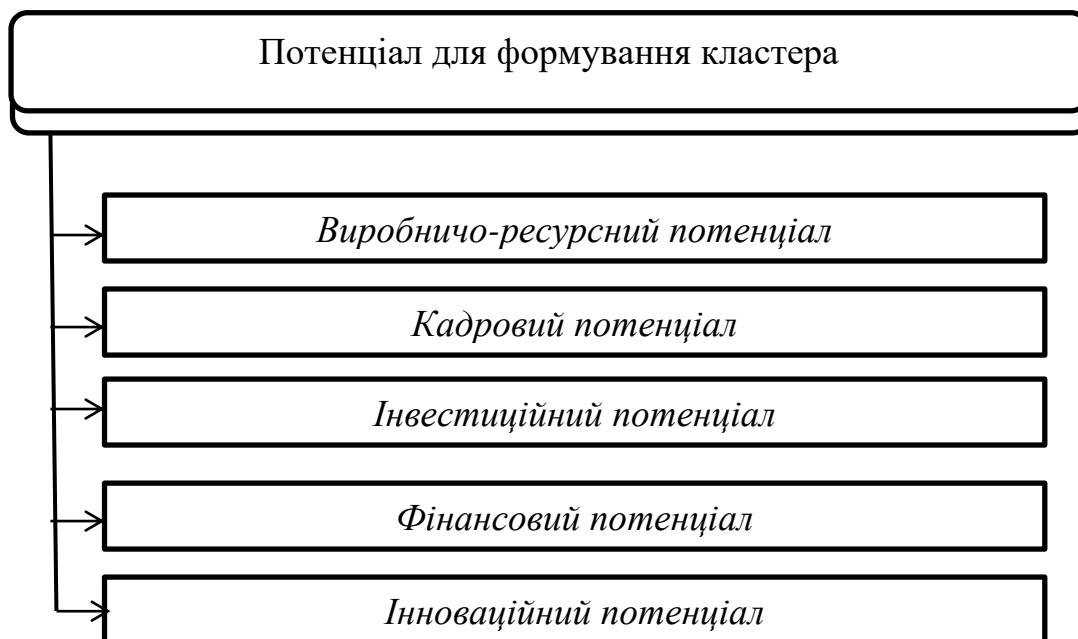 Потенціал для формування кластера
Виробничо-ресурсний потенціал
Кадровий потенціал
Інвестиційний потенціал
Фінансовий потенціал
Інноваційний потенціал